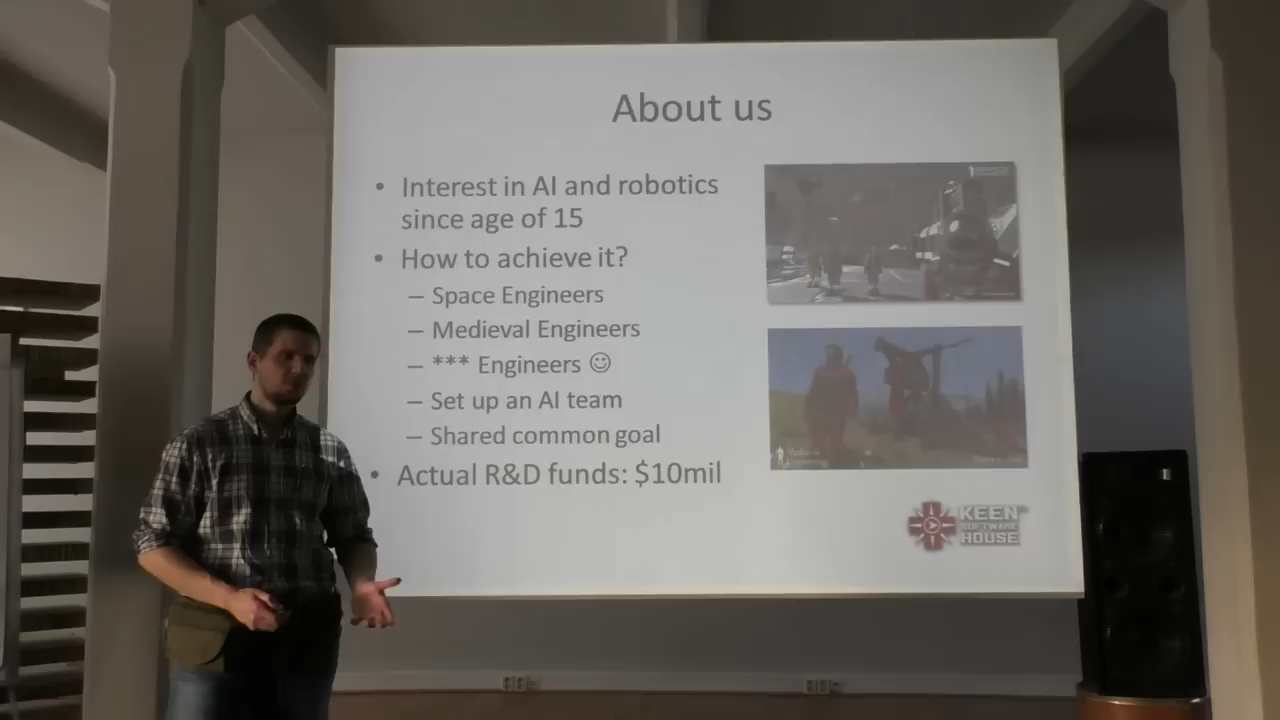 About us
• Interest in AI and robotics
since age of 15
• How to achieve it?
– Space Engineers
– Medieval Engineers
– *** Engineers ☺
– Set up an AI team
– Shared common goal
• Actual R&D funds: $10mil
KEEN
SOFTWARE
HOUSE